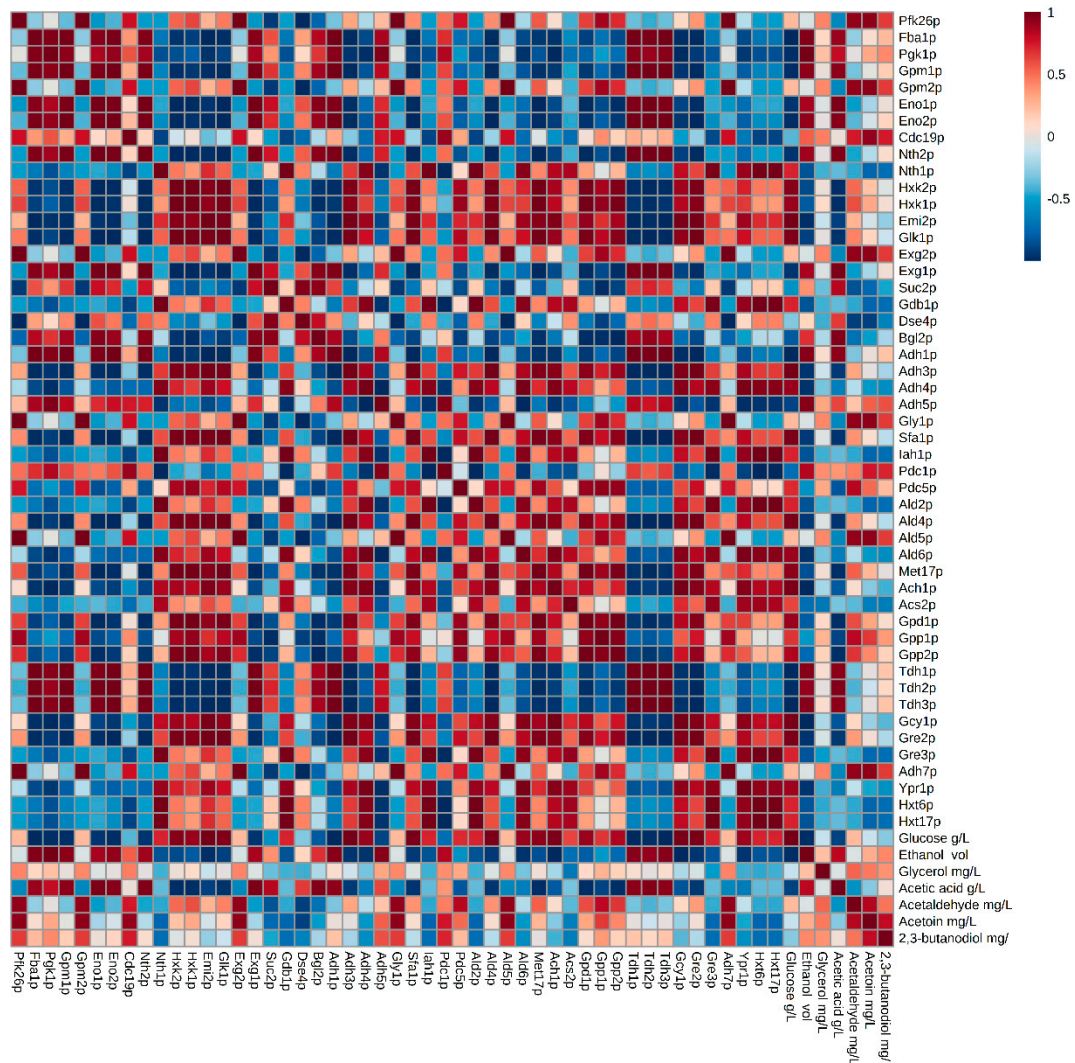 Pfk26p
Fba1p
Pgk1p
Gpm1p
Gpm2p
Eno1p
Eno2p
Cdc19p
Nth2p
Nth1p
Hxk2p
Hxk1p
Emi2p
Glk1p
Exg2p
Exg1p
Suc2p
Gdb1p
Dse4p
Bgl2p
Adh1p
Adh3p
Adh4p
Adh5p
Gly1p
Sfa1p
Iah1p
Pdc1p
Pdc5p
Ald2p
Ald4p
Ald5p
Ald6p
Met17p
Ach1p
Acs2p
Gpd1p
Gpp1p
Gpp2p
Tdh1p
Tdh2p
Tdh3p
Gcy1p
Gre2p
Gre3p
Adh7p
Ypr1p
Hxt6p
Hxt17p
Glucose g/L
Ethanol vol
Glycerol mg/L
Acetic acid g/L
Acetaldehyde mg/L
Acetoin mg/L
2,3-butanodiol mg/
1
0.5
0
-0.5
Pfk26p
Fba1p
Pgk1p
Gpm1p
Gpm2p
Eno1p
Eno2p
Cdc19p
Nth2p
Nth1p
Hxk2p
Hxk1p
Emi2p
Glk1p
Exg2p
Exg1p
Suc2p
Gdb1p
Dse4p
Bgl2p
Adh1p
Adh3p
Adh4p
Adh5p
Gly1p
Sfa1p
Iah1p
Pdc1p
Pdc5p
Ald2p
Ald4p
Ald5p
Ald6p
Met17p
Ach1p
Acs2p
Gpd1p
Gpp1p
Gpp2p
Tdh1p
Tdh2p
Tdh3p
Gcy1p
Gre2p
Gre3p
Adh7p
Ypr1p
Hxt6p
Hxt17p
Glucose g/L
Ethanol vol
Glycerol mg/L
Acetic acid g/L
Acetaldehyde mg/L
Acetoin mg/L
2,3-butanodiol mg/